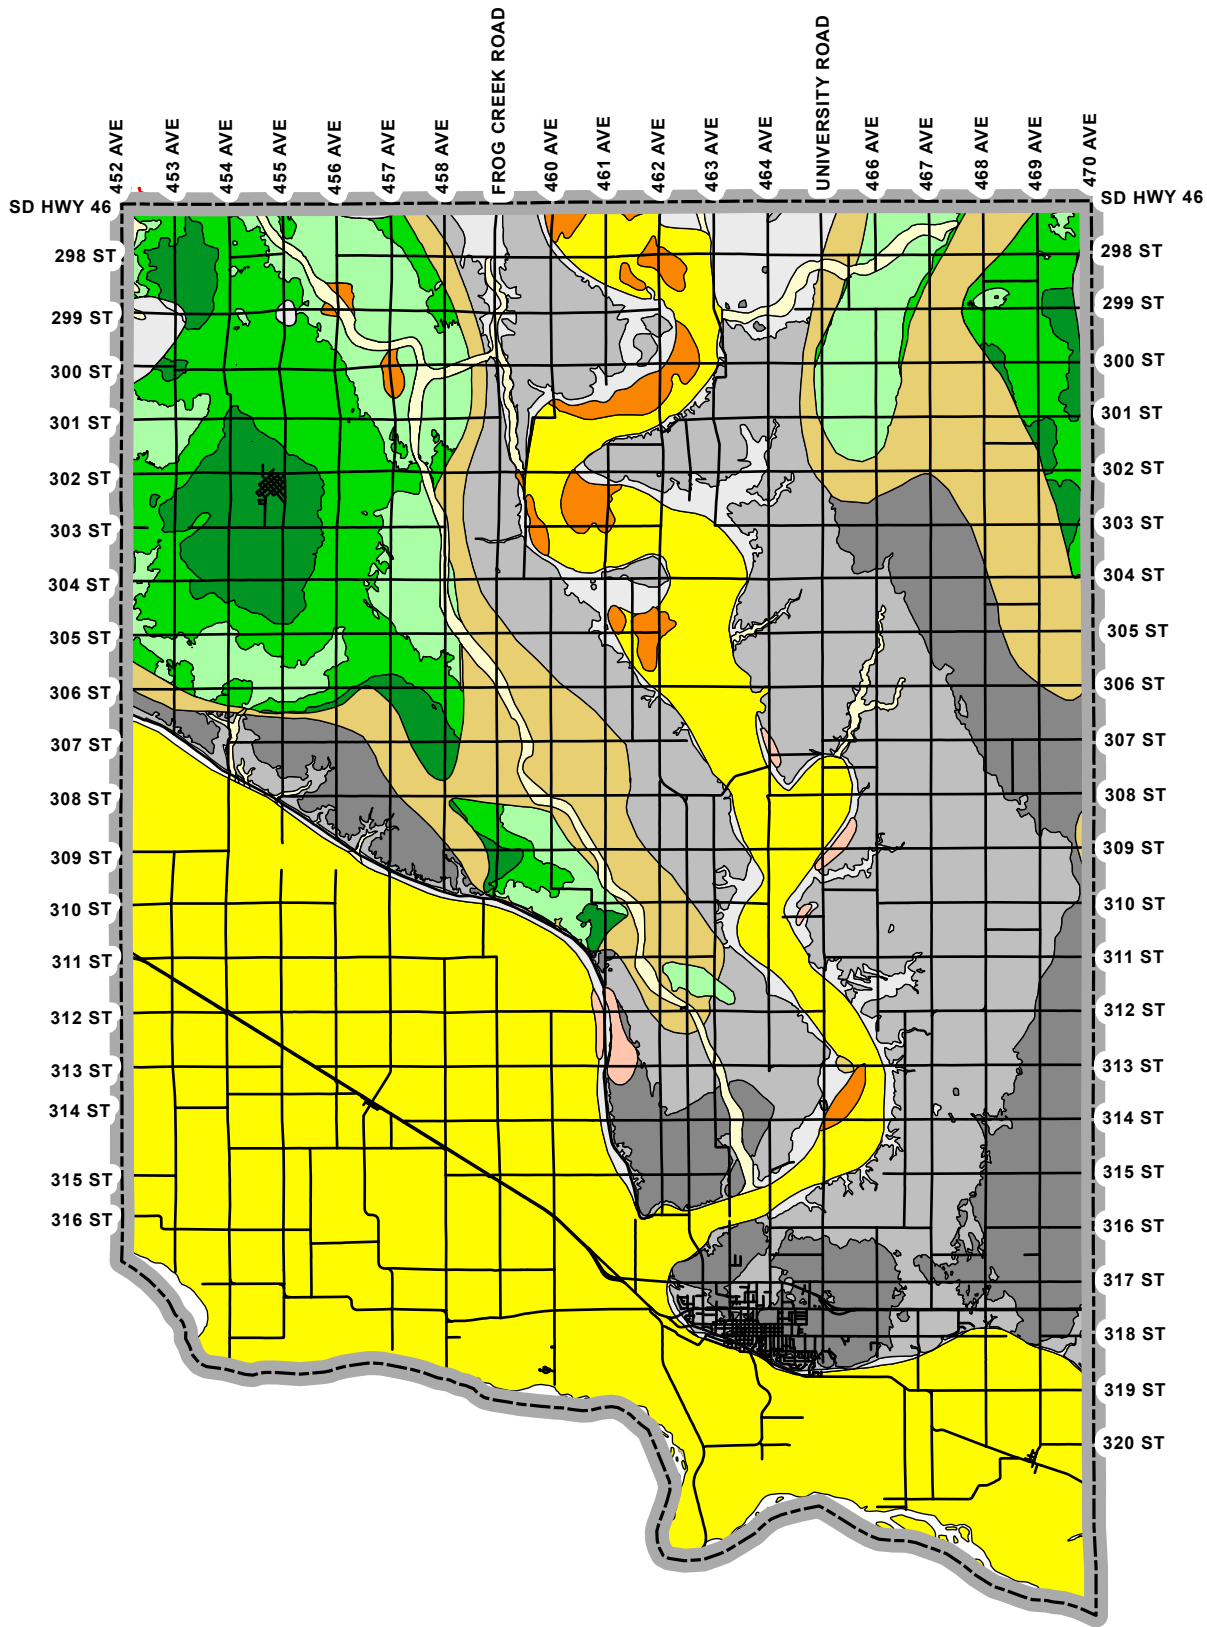 452 AVE
453 AVE
454 AVE
455 AVE
456 AVE
457 AVE
458 AVE
FROG CREEK ROAD
460 AVE
461 AVE
462 AVE
463 AVE
464 AVE
UNIVERSITY ROAD
466 AVE
467 AVE
468 AVE
469 AVE
470 AVE
SD HWY 46
SD HWY 46
298 ST
298 ST
299 ST
299 ST
300 ST
300 ST
301 ST
301 ST
302 ST
302 ST
303 ST
303 ST
304 ST
304 ST
305 ST
305 ST
306 ST
306 ST
307 ST
307 ST
308 ST
308 ST
309 ST
309 ST
310 ST
310 ST
311 ST
311 ST
312 ST
312 ST
313 ST
313 ST
314 ST
314 ST
315 ST
315 ST
316 ST
316 ST
317 ST
318 ST
319 ST
320 ST